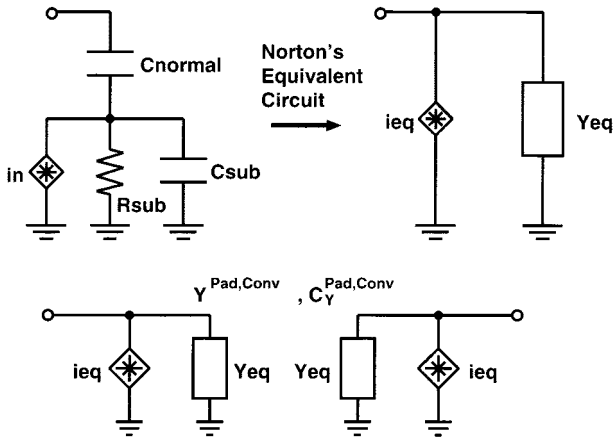 Cnormal
Norton's
Equivalent
Circuit
in
Rsub
Csub
ieq
Yeq
Y^Pad,Conv , C_Y^Pad,Conv
ieq
Yeq
Yeq
ieq